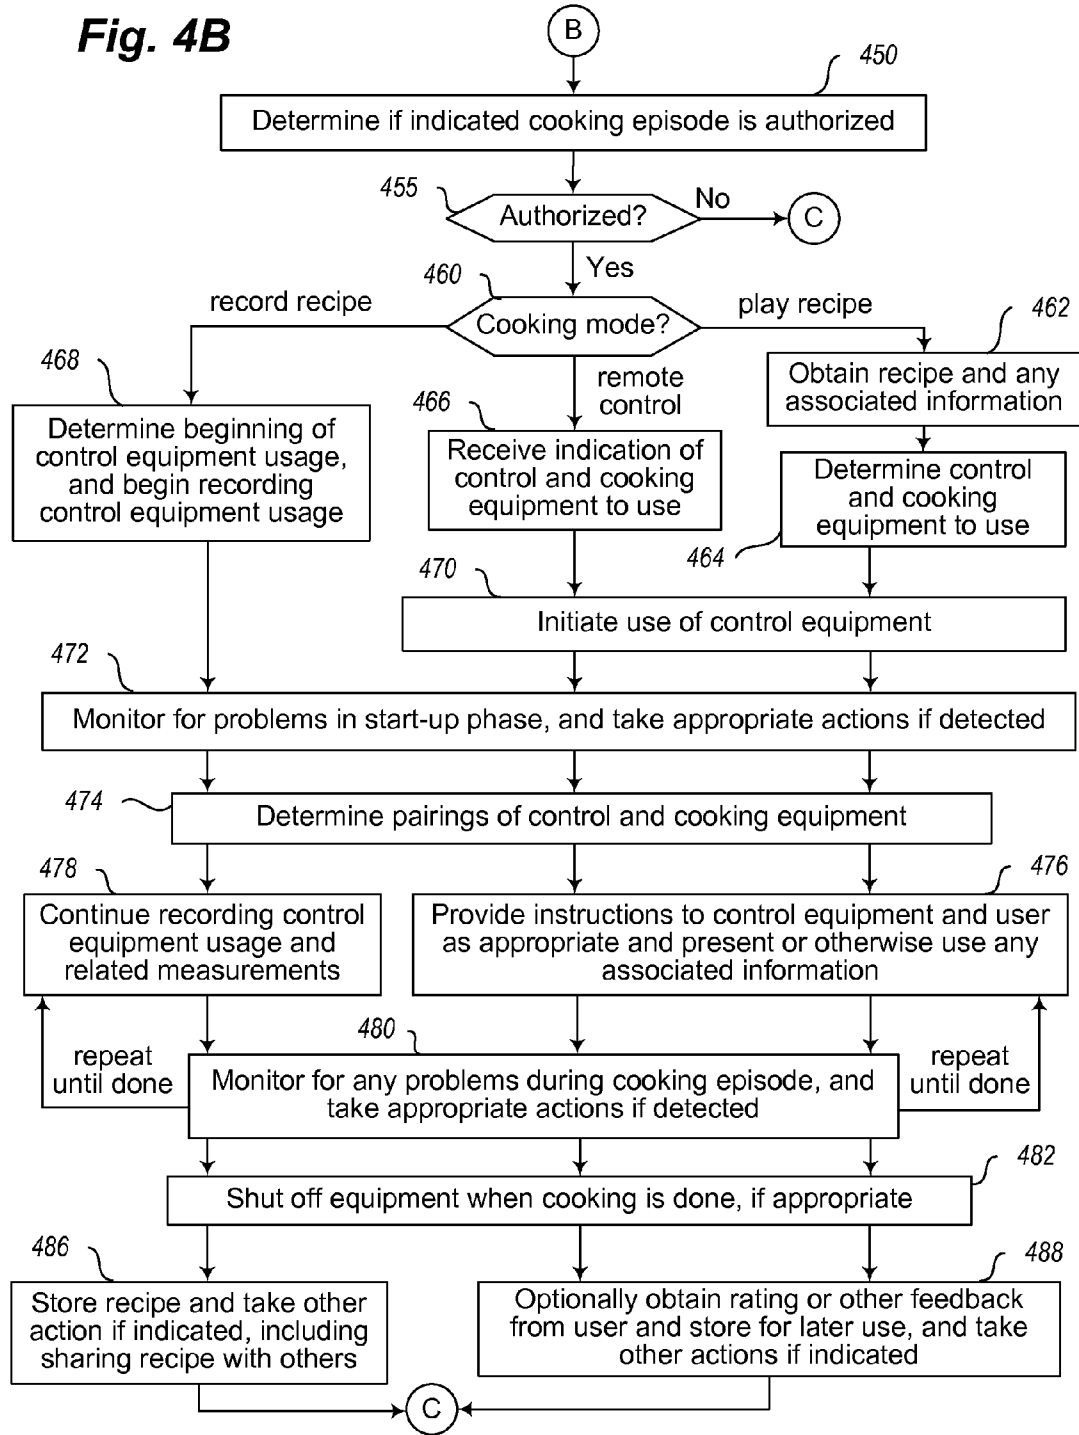 Fig. 4B
B
450
Determine if indicated cooking episode is authorized
455
Authorized?
No
C
Yes
460
Cooking mode?
record recipe
play recipe
remote
control
462
Obtain recipe and any
associated information
468
Determine beginning of
control equipment usage,
and begin recording
control equipment usage
466
Receive indication of
control and cooking
equipment to use
Determine control
and cooking
equipment to use
464
470
Initiate use of control equipment
472
Monitor for problems in start-up phase, and take appropriate actions if detected
474
Determine pairings of control and cooking equipment
478
Continue recording control
equipment usage and
related measurements
476
Provide instructions to control equipment and user
as appropriate and present or otherwise use any
associated information
repeat
until done
480
Monitor for any problems during cooking episode, and
take appropriate actions if detected
repeat
until done
482
Shut off equipment when cooking is done, if appropriate
486
Store recipe and take other
action if indicated, including
sharing recipe with others
488
Optionally obtain rating or other feedback
from user and store for later use, and take
other actions if indicated
C